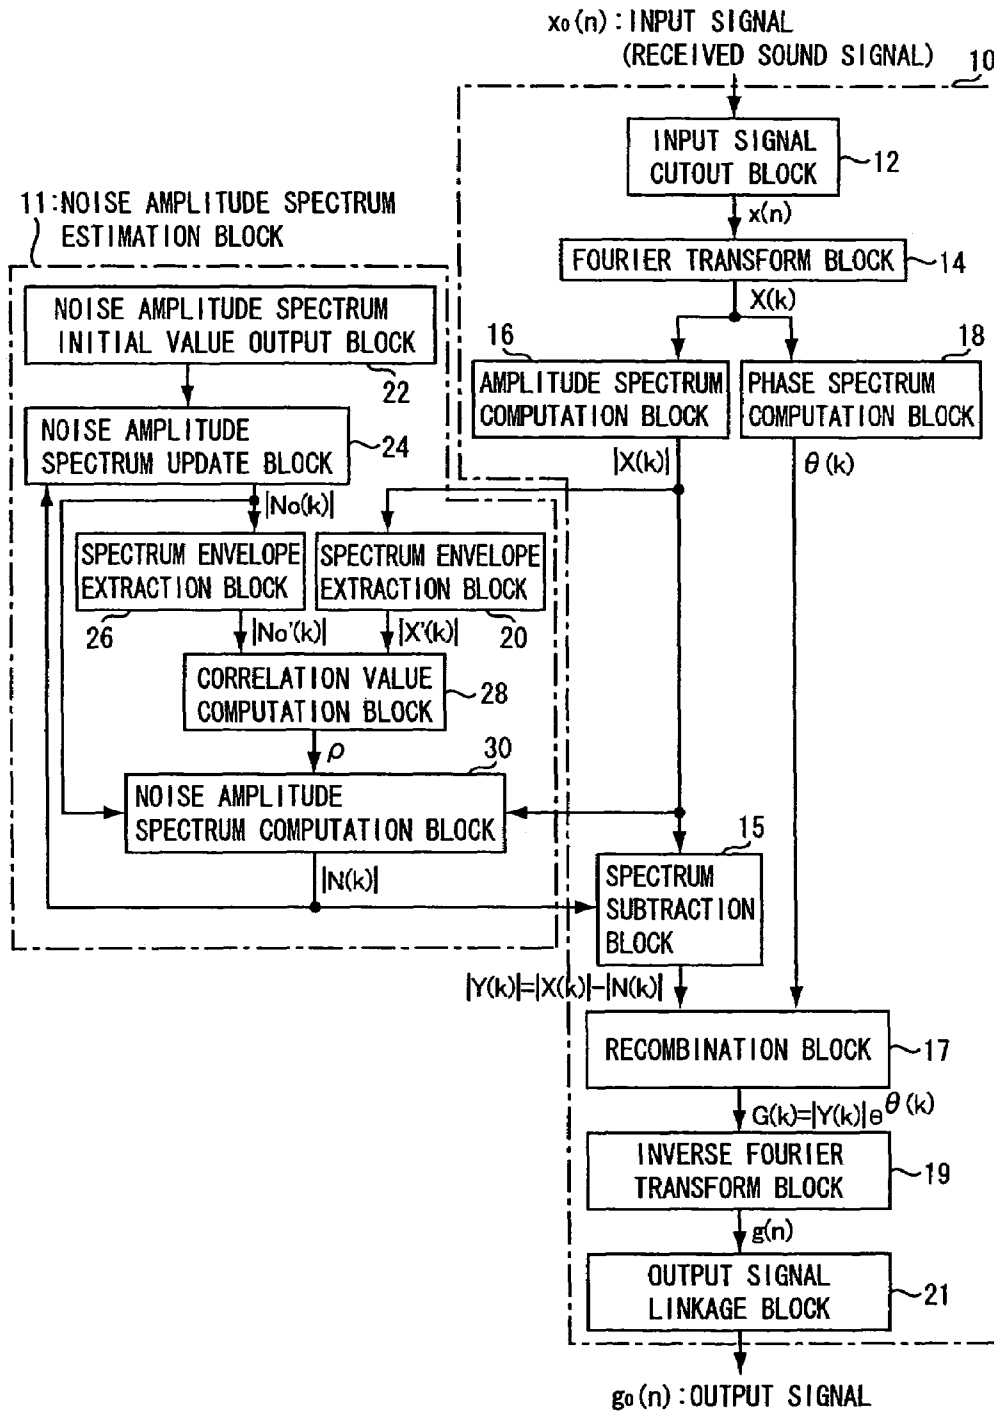 x₀(n):INPUT SIGNAL
(RECEIVED SOUND SIGNAL)
10
INPUT SIGNAL
CUTOUT BLOCK
12
x(n)
11:NOISE AMPLITUDE SPECTRUM
ESTIMATION BLOCK
FOURIER TRANSFORM BLOCK
14
X(k)
NOISE AMPLITUDE SPECTRUM
INITIAL VALUE OUTPUT BLOCK
22
16
AMPLITUDE SPECTRUM
COMPUTATION BLOCK
18
PHASE SPECTRUM
COMPUTATION BLOCK
NOISE AMPLITUDE
SPECTRUM UPDATE BLOCK
24
|X(k)|
θ(k)
|No(k)|
SPECTRUM ENVELOPE
EXTRACTION BLOCK
26
SPECTRUM ENVELOPE
EXTRACTION BLOCK
20
|No'(k)|
|X'(k)|
CORRELATION VALUE
COMPUTATION BLOCK
28
ρ
30
NOISE AMPLITUDE
SPECTRUM COMPUTATION BLOCK
|N(k)|
15
SPECTRUM
SUBTRACTION
BLOCK
|Y(k)|=|X(k)|-|N(k)|
RECOMBINATION BLOCK
17
G(k)=|Y(k)|e^θ(k)
INVERSE FOURIER
TRANSFORM BLOCK
19
g(n)
OUTPUT SIGNAL
LINKAGE BLOCK
21
g₀(n):OUTPUT SIGNAL